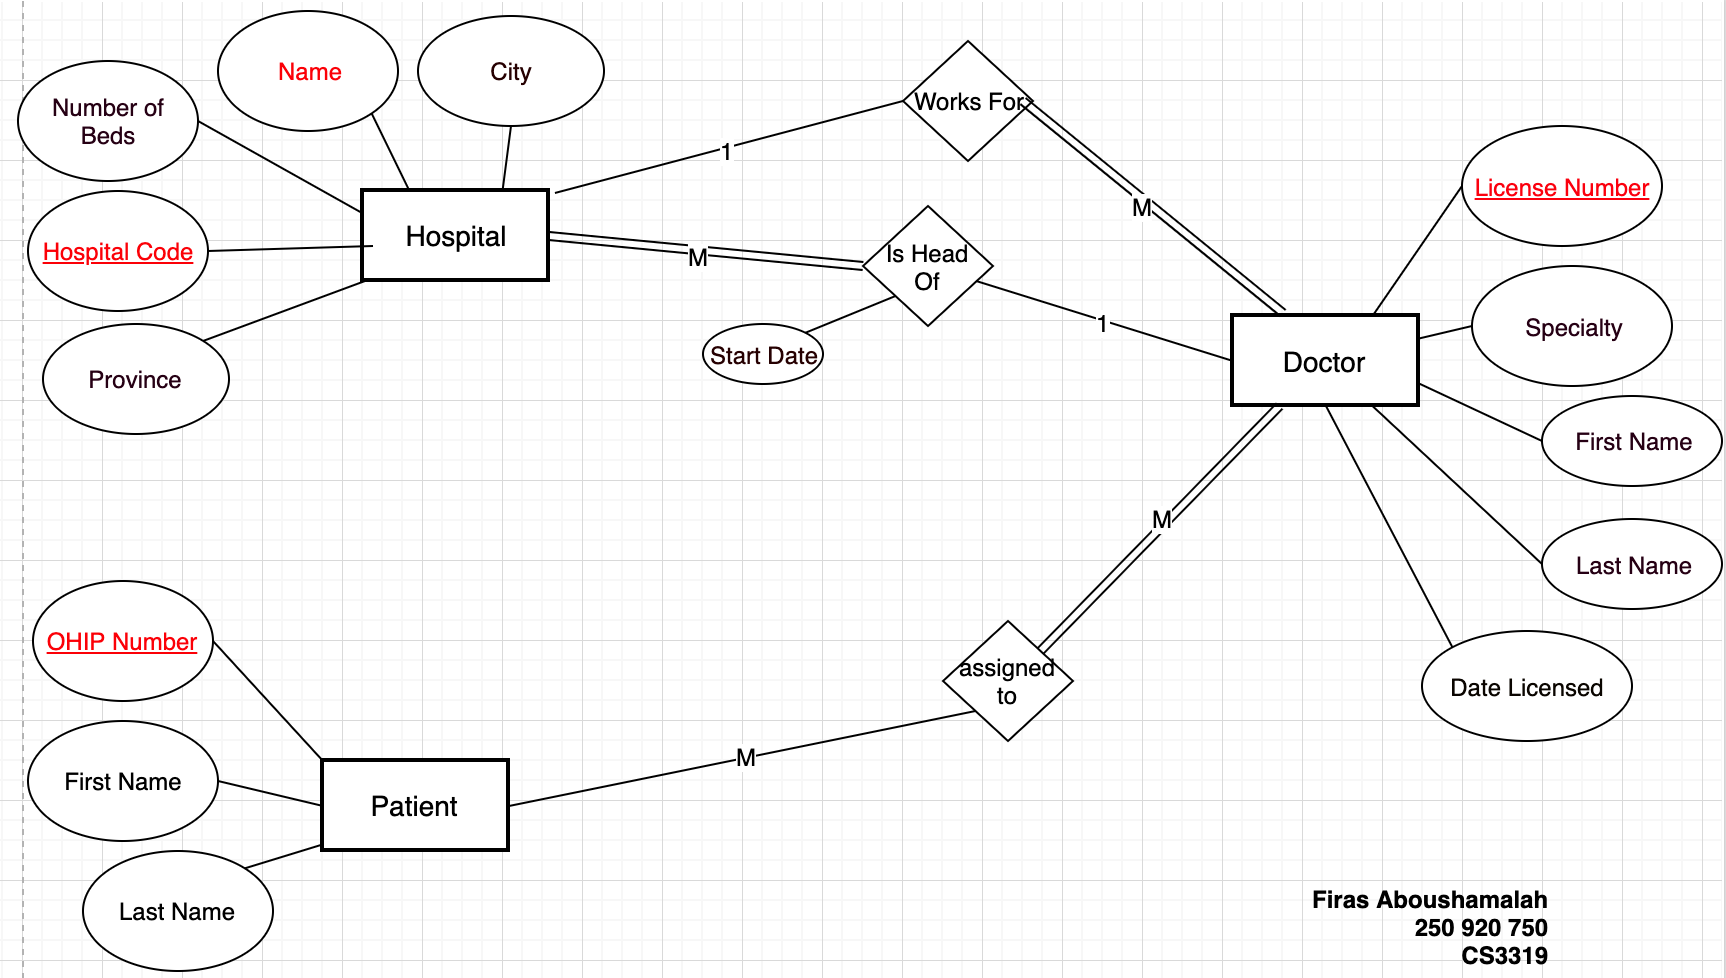 Name
City
Number of
Beds
Works For
1
License Number
M
Hospital
Hospital Code
M
Is Head
Of
1
Start Date
Specialty
Doctor
Province
First Name
M
Last Name
OHIP Number
assigned
to
Date Licensed
M
First Name
Patient
Last Name
Firas Aboushamalah
250 920 750
CS3319